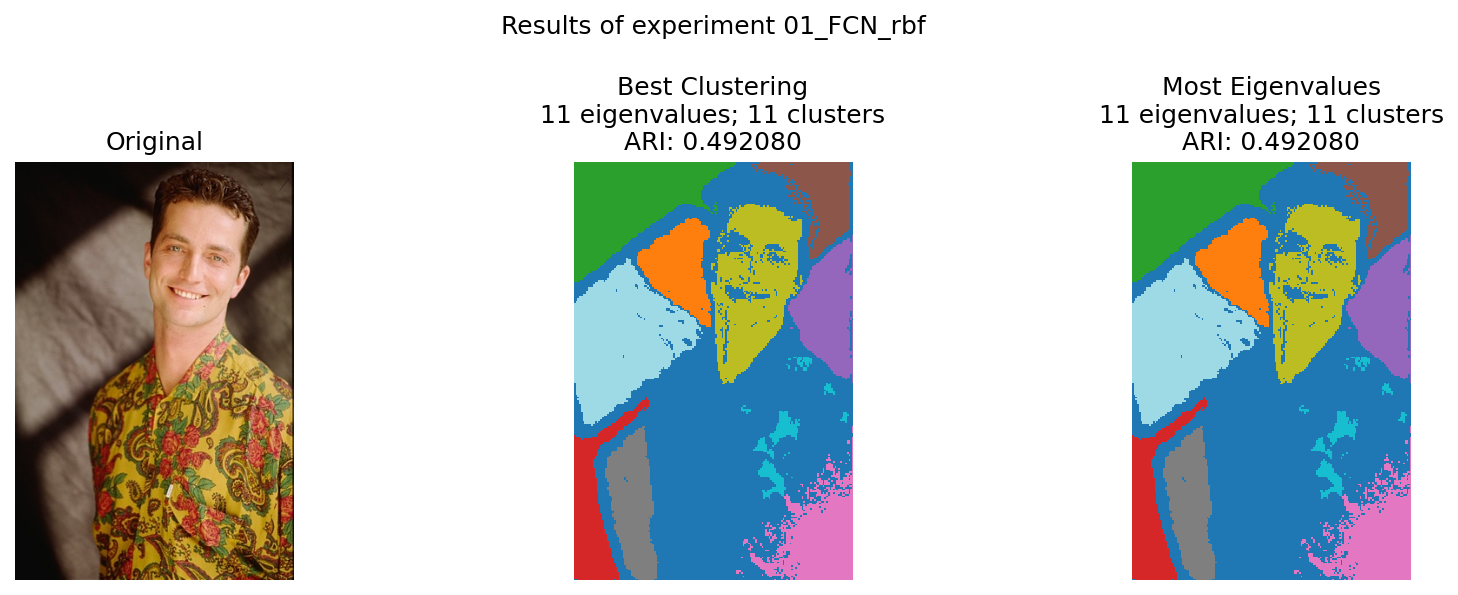 Results of experiment 01_FCN_rbf
Original
Best Clustering
11 eigenvalues; 11 clusters
ARI: 0.492080
Most Eigenvalues
11 eigenvalues; 11 clusters
ARI: 0.492080